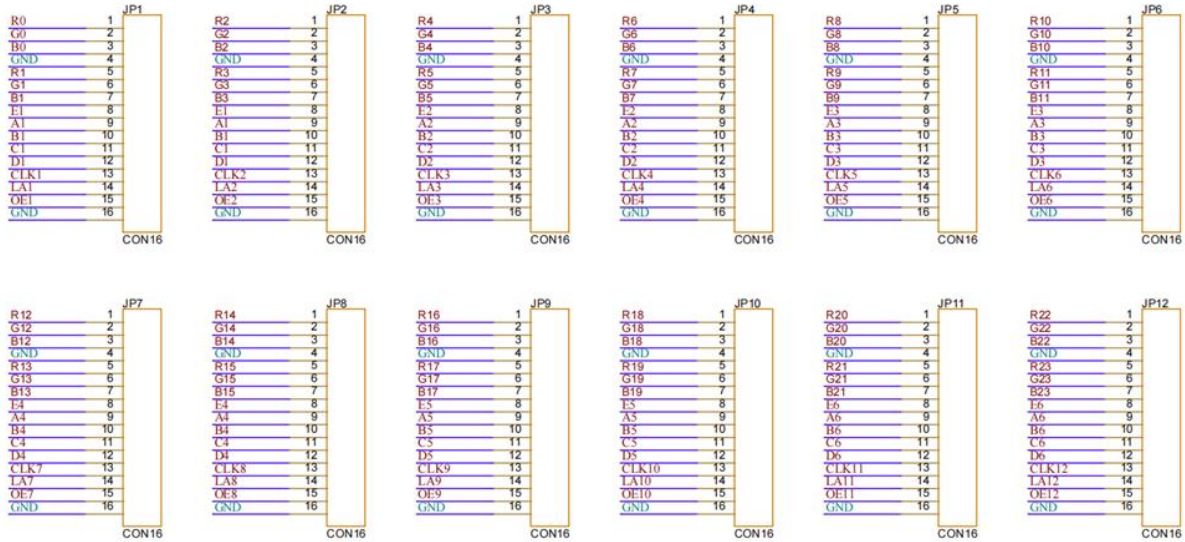 JP1
R0 1
G0 2
B0 3
GND 4
R1 5
G1 6
B1 7
E1 8
A1 9
B1 10
C1 11
D1 12
CLK1 13
LA1 14
OE1 15
GND 16
CON16
JP2
R2 1
G2 2
B2 3
GND 4
R3 5
G3 6
B3 7
E1 8
A1 9
B1 10
C1 11
D1 12
CLK2 13
LA2 14
OE2 15
GND 16
CON16
JP3
R4 1
G4 2
B4 3
GND 4
R5 5
G5 6
B5 7
E2 8
A2 9
B2 10
C2 11
D2 12
CLK3 13
LA3 14
OE3 15
GND 16
CON16
JP4
R6 1
G6 2
B6 3
GND 4
R7 5
G7 6
B7 7
E2 8
A2 9
B2 10
C2 11
D2 12
CLK4 13
LA4 14
OE4 15
GND 16
CON16
JP5
R8 1
G8 2
B8 3
GND 4
R9 5
G9 6
B9 7
E3 8
A3 9
B3 10
C3 11
D3 12
CLK5 13
LA5 14
OE5 15
GND 16
CON16
JP6
R10 1
G10 2
B10 3
GND 4
R11 5
G11 6
B11 7
E3 8
A3 9
B3 10
C3 11
D3 12
CLK6 13
LA6 14
OE6 15
GND 16
CON16
JP7
R12 1
G12 2
B12 3
GND 4
R13 5
G13 6
B13 7
E4 8
A4 9
B4 10
C4 11
D4 12
CLK7 13
LA7 14
OE7 15
GND 16
CON16
JP8
R14 1
G14 2
B14 3
GND 4
R15 5
G15 6
B15 7
E4 8
A4 9
B4 10
C4 11
D4 12
CLK8 13
LA8 14
OE8 15
GND 16
CON16
JP9
R16 1
G16 2
B16 3
GND 4
R17 5
G17 6
B17 7
E5 8
A5 9
B5 10
C5 11
D5 12
CLK9 13
LA9 14
OE9 15
GND 16
CON16
JP10
R18 1
G18 2
B18 3
GND 4
R19 5
G19 6
B19 7
E5 8
A5 9
B5 10
C5 11
D5 12
CLK10 13
LA10 14
OE10 15
GND 16
CON16
JP11
R20 1
G20 2
B20 3
GND 4
R21 5
G21 6
B21 7
E6 8
A6 9
B6 10
C6 11
D6 12
CLK11 13
LA11 14
OE11 15
GND 16
CON16
JP12
R22 1
G22 2
B22 3
GND 4
R23 5
G23 6
B23 7
E6 8
A6 9
B6 10
C6 11
D6 12
CLK12 13
LA12 14
OE12 15
GND 16
CON16